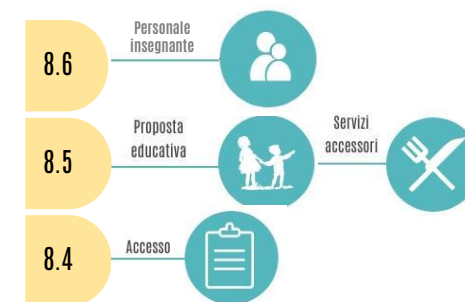 8.6
Personale
insegnante
8.5
Proposta
educativa
Servizi
accessori
8.4
Accesso